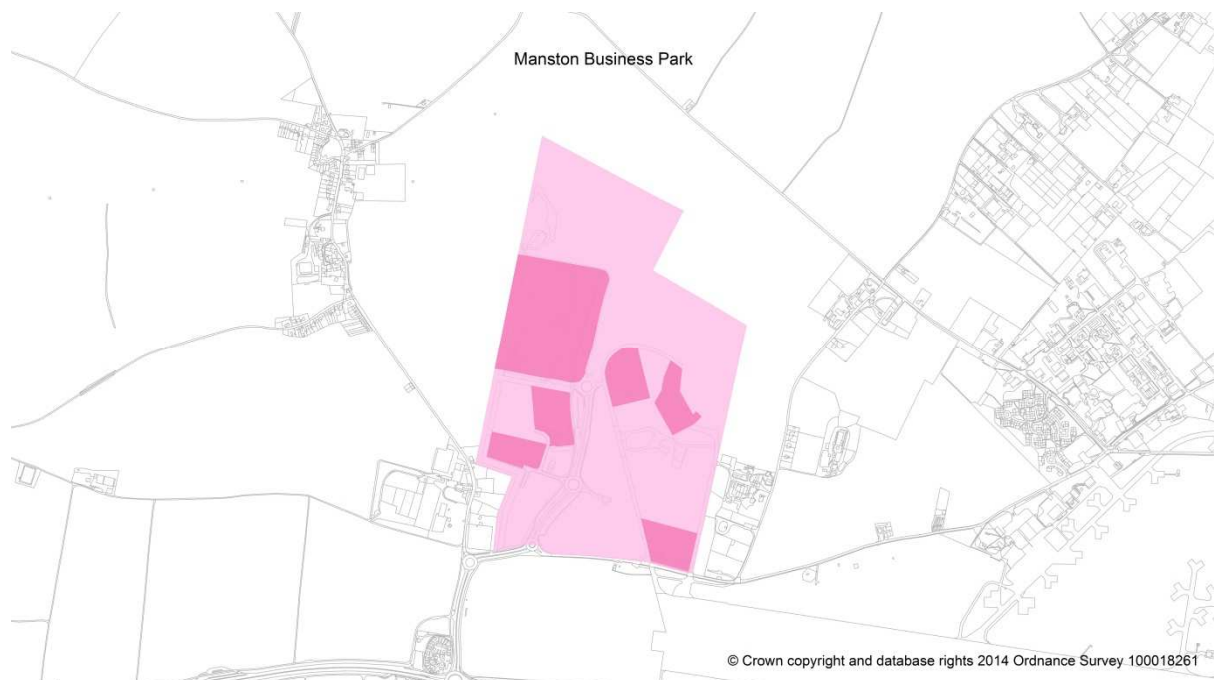 Manston Business Park
© Crown copyright and database rights 2014 Ordnance Survey 100018261